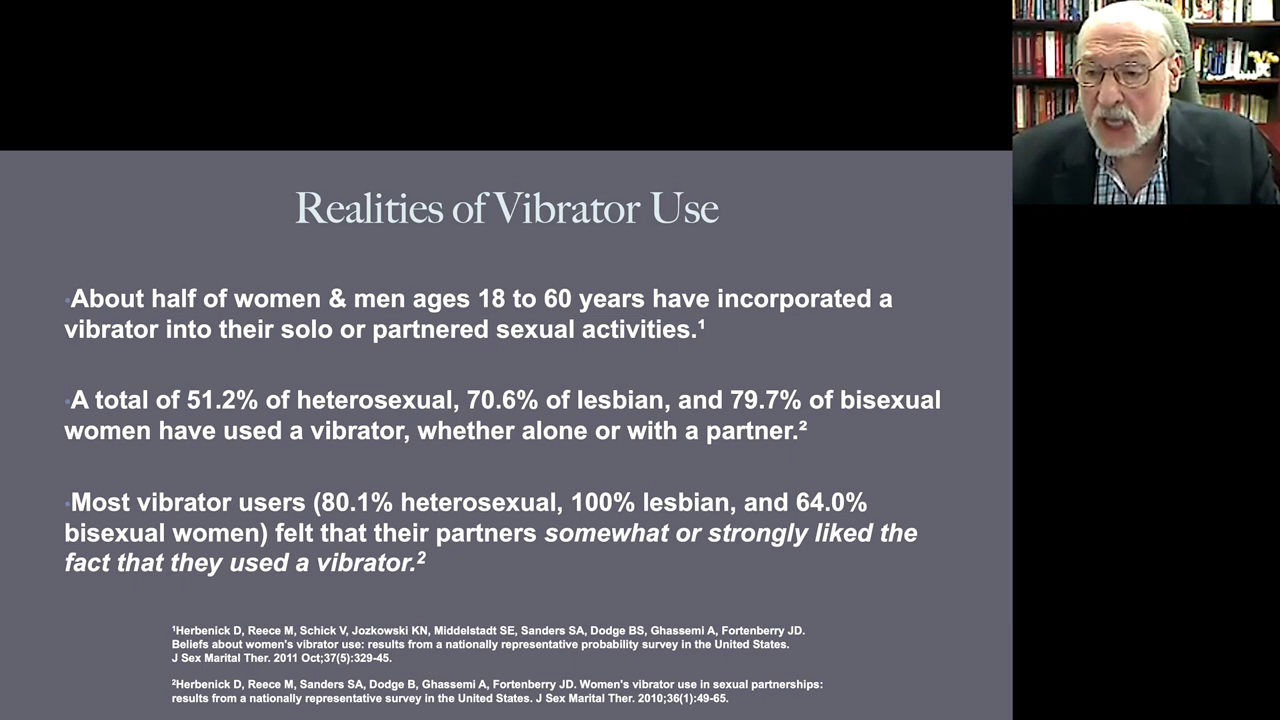 Realities of Vibrator Use
•About half of women & men ages 18 to 60 years have incorporated a
vibrator into their solo or partnered sexual activities.¹
•A total of 51.2% of heterosexual, 70.6% of lesbian, and 79.7% of bisexual
women have used a vibrator, whether alone or with a partner.²
•Most vibrator users (80.1% heterosexual, 100% lesbian, and 64.0%
bisexual women) felt that their partners somewhat or strongly liked the
fact that they used a vibrator.²
¹Herbenick D, Reece M, Schick V, Jozkowski KN, Middelstadt SE, Sanders SA, Dodge BS, Ghassemi A, Fortenberry JD.
Beliefs about women's vibrator use: results from a nationally representative probability survey in the United States.
J Sex Marital Ther. 2011 Oct;37(5):329-45.
²Herbenick D, Reece M, Sanders SA, Dodge B, Ghassemi A, Fortenberry JD. Women's vibrator use in sexual partnerships:
results from a nationally representative survey in the United States. J Sex Marital Ther. 2010;36(1):49-65.